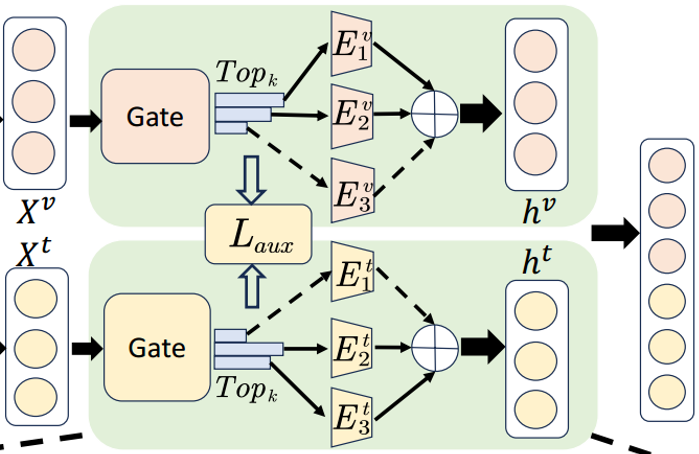 Top_k
E_1^v
Gate
E_2^v
E_3^v
X^v
h^v
L_aux
X^t
h^t
E_1^t
Gate
E_2^t
Top_k
E_3^t